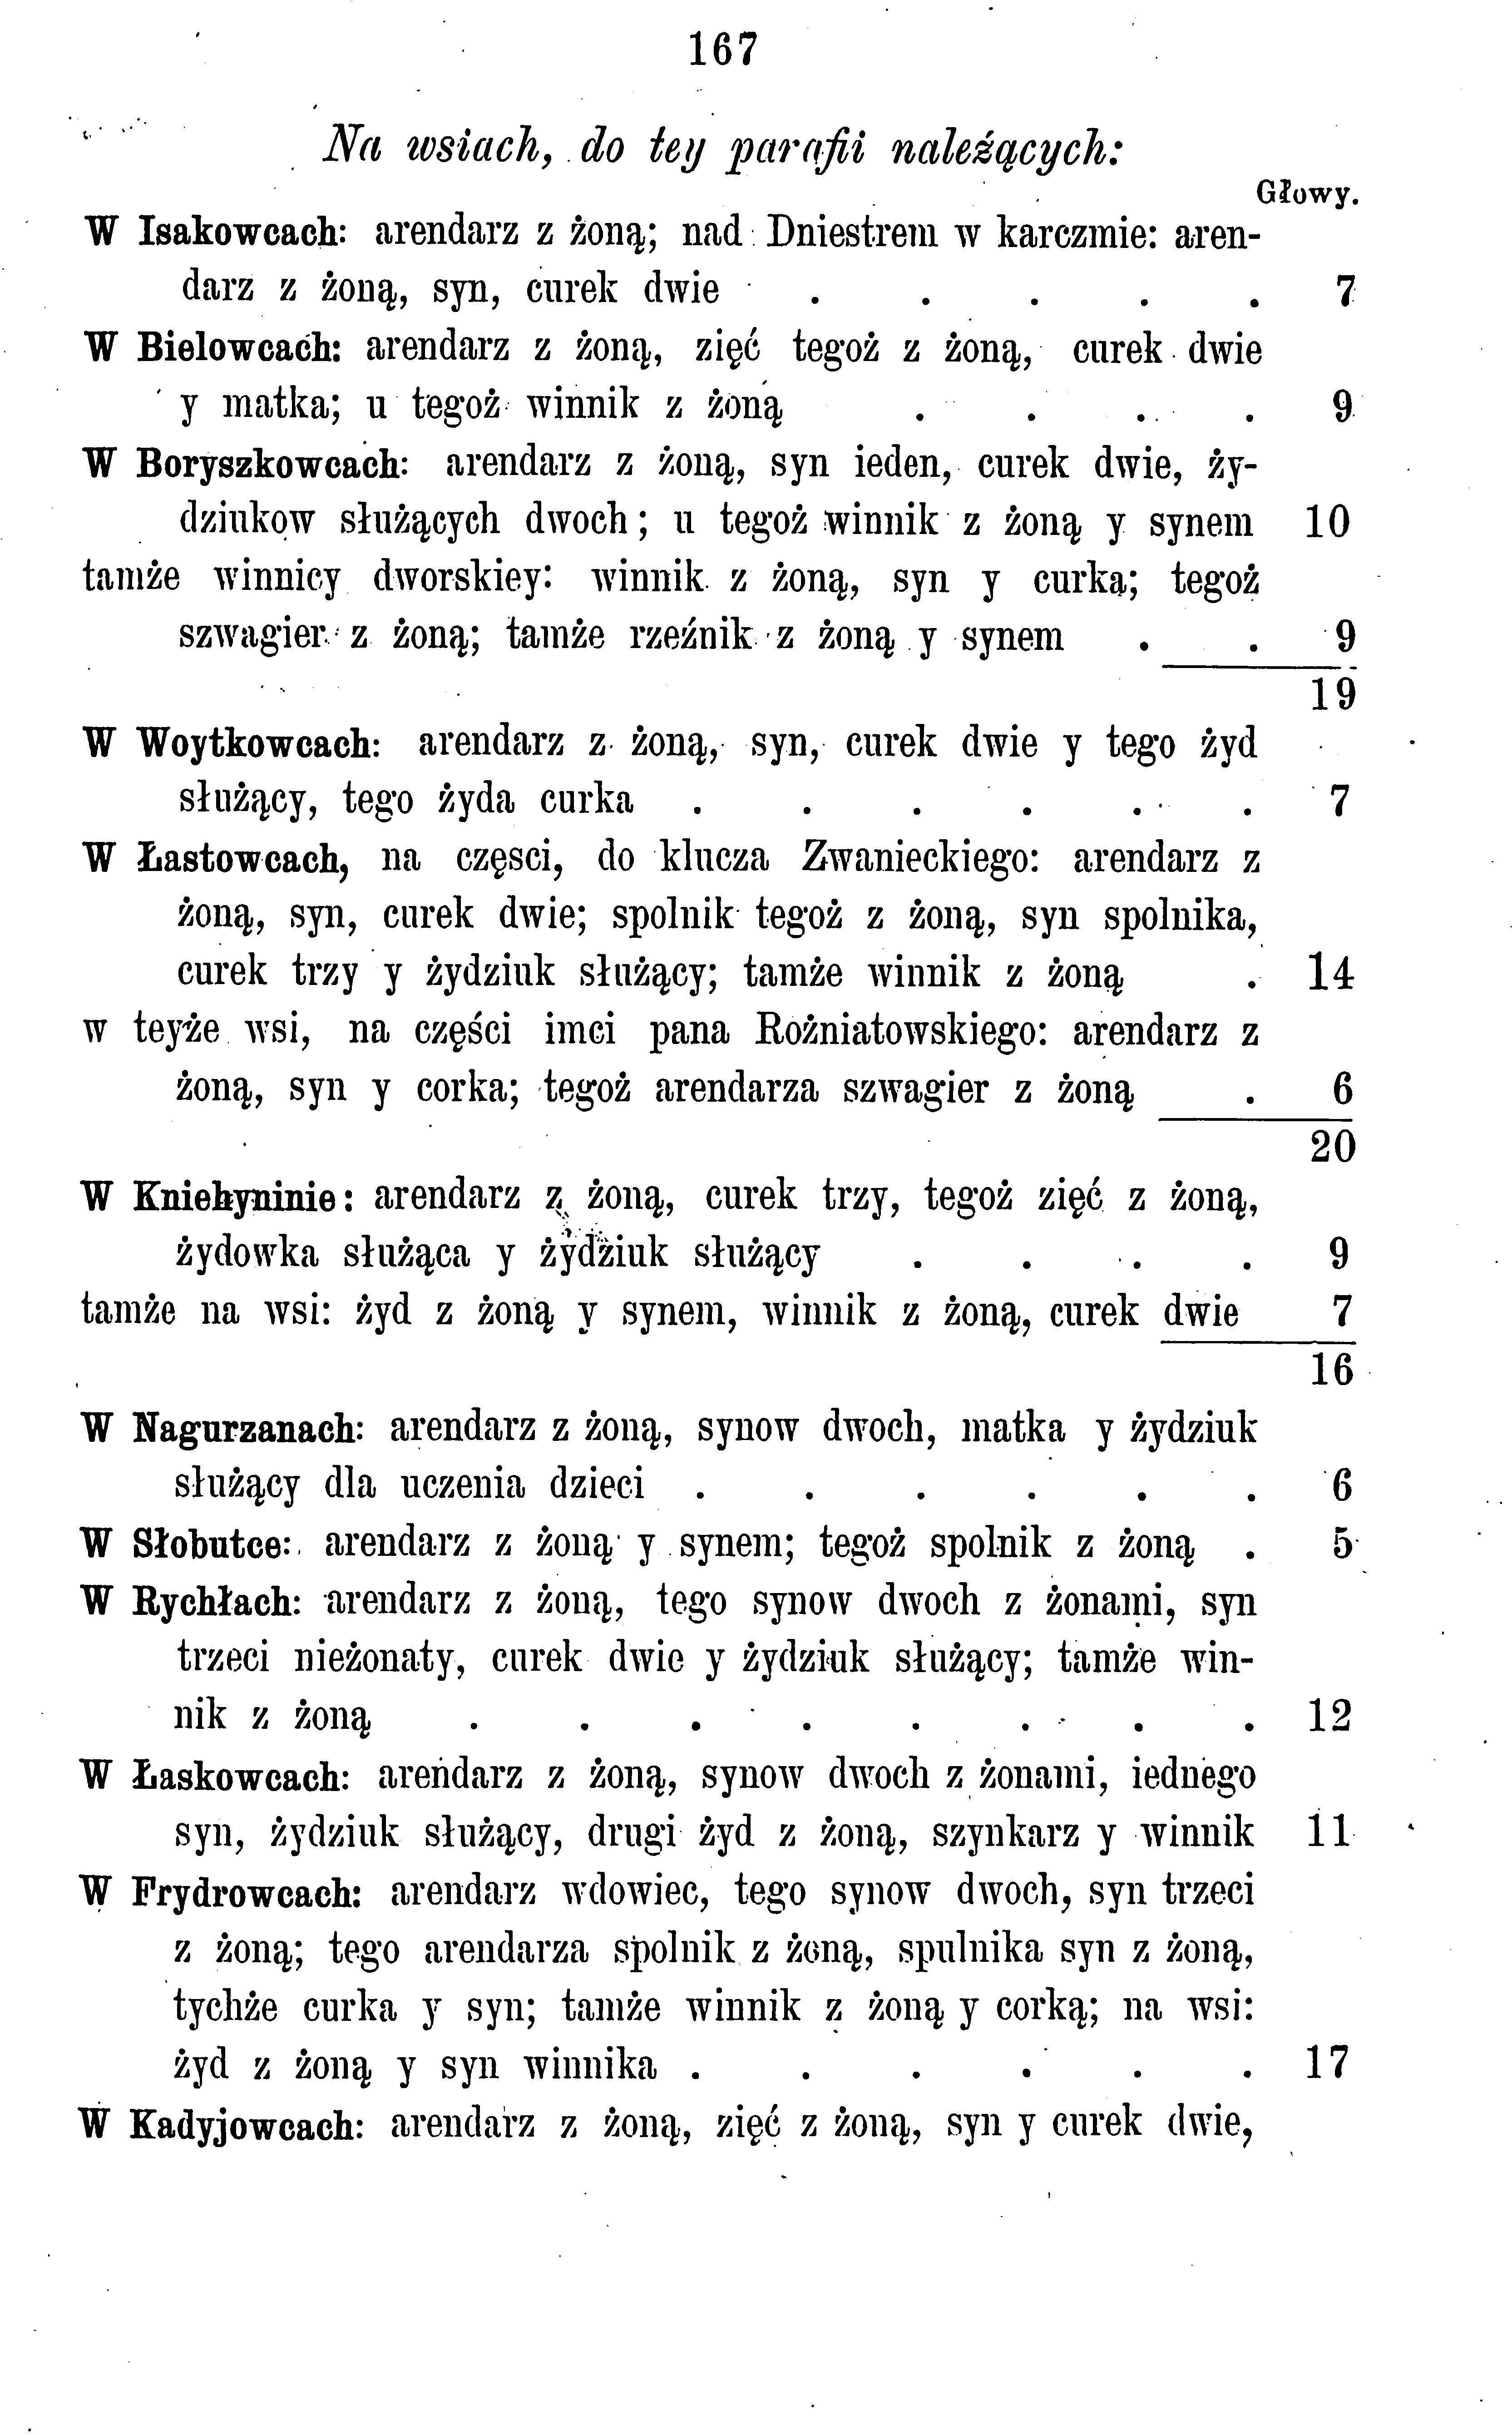 167
Na wsiach, do tey parafii należących:
Głowy.
W Isakowcach: arendarz z żoną; nad Dniestrem w karczmie: aren-
darz z żoną, syn, curek dwie . . . . . 7
W Bielowcach: arendarz z żoną, zięć tegoż z żoną, curek dwie
y matka; u tegoż winnik z żoną . . . . 9
W Boryszkowcach: arendarz z żoną, syn ieden, curek dwie, ży-
dziukow służących dwoch; u tegoż winnik z żoną y synem 10
tamże winnicy dworskiey: winnik z żoną, syn y curka; tegoż
szwagier z żoną; tamże rzeźnik z żoną y synem . . 9
19
W Woytkowcach: arendarz z żoną, syn, curek dwie y tego żyd
służący, tego żyda curka . . . . . . 7
W Łastowcach, na częsci, do klucza Zwanieckiego: arendarz z
żoną, syn, curek dwie; spolnik tegoż z żoną, syn spolnika,
curek trzy y żydziuk służący; tamże winnik z żoną . 14
w teyże wsi, na części imci pana Rożniatowskiego: arendarz z
żoną, syn y corka; tegoż arendarza szwagier z żoną . 6
20
W Kniehyninie: arendarz z żoną, curek trzy, tegoż zięć z żoną,
żydowka służąca y żydziuk służący . . . . 9
tamże na wsi: żyd z żoną y synem, winnik z żoną, curek dwie 7
16
W Nagurzanach: arendarz z żoną, synow dwoch, matka y żydziuk
służący dla uczenia dzieci . . . . . . 6
W Słobutce: arendarz z żoną y synem; tegoż spolnik z żoną . 5
W Rychłach: arendarz z żoną, tego synow dwoch z żonami, syn
trzeci nieżonaty, curek dwie y żydziuk służący; tamże win-
nik z żoną . . . . . . . . 12
W Łaskowcach: arendarz z żoną, synow dwoch z żonami, iednego
syn, żydziuk służący, drugi żyd z żoną, szynkarz y winnik 11
W Frydrowcach: arendarz wdowiec, tego synow dwoch, syn trzeci
z żoną; tego arendarza spolnik z żoną, spulnika syn z żoną,
tychże curka y syn; tamże winnik z żoną y corką; na wsi:
żyd z żoną y syn winnika . . . . . . 17
W Kadyjowcach: arendarz z żoną, zięć z żoną, syn y curek dwie,